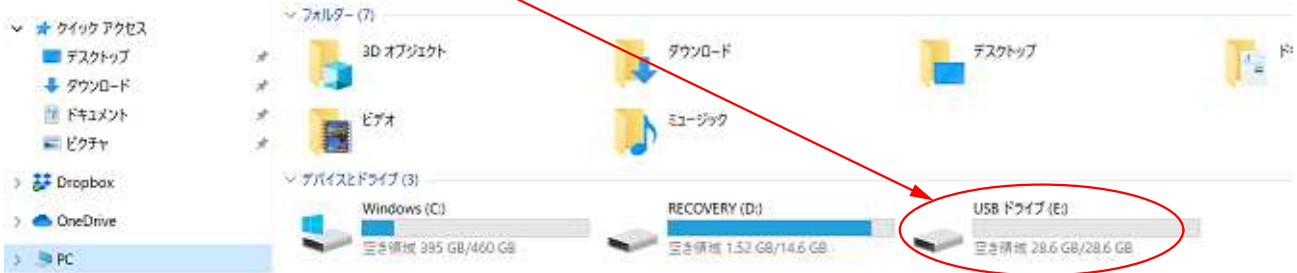 クイック アクセス
デスクトップ
ダウンロード
ドキュメント
ピクチャ
Dropbox
OneDrive
PC
フォルダー (7)
3D オブジェクト
ダウンロード
デスクトップ
ビデオ
ミュージック
デバイスとドライブ (3)
Windows (C:)
空き領域 395 GB/460 GB
RECOVERY (D:)
空き領域 1.52 GB/14.6 GB
USB ドライブ (E:)
空き領域 28.6 GB/28.6 GB